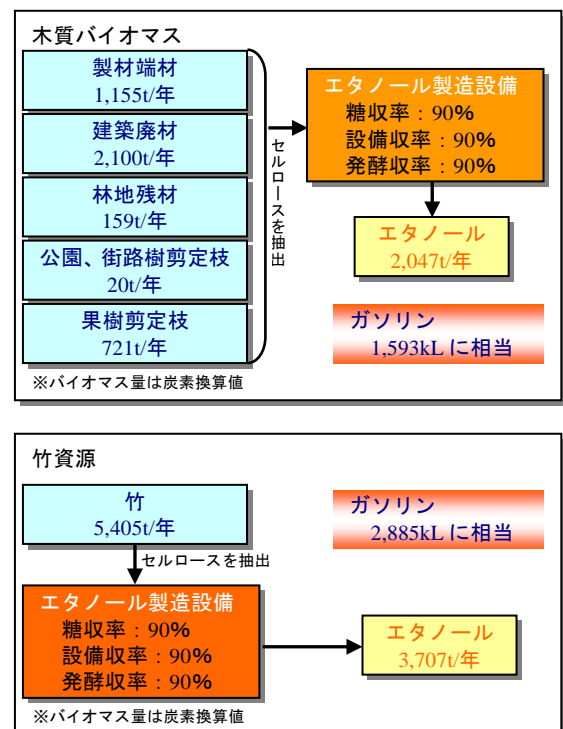 木質バイオマス
製材端材
1,155t/年
建築廃材
2,100t/年
林地残材
159t/年
公園、街路樹剪定枝
20t/年
果樹剪定枝
721t/年
※バイオマス量は炭素換算値
セルロースを抽出
エタノール製造設備
糖収率：90%
設備収率：90%
発酵収率：90%
エタノール
2,047t/年
ガソリン
1,593kL に相当
竹資源
竹
5,405t/年
セルロースを抽出
ガソリン
2,885kL に相当
エタノール製造設備
糖収率：90%
設備収率：90%
発酵収率：90%
エタノール
3,707t/年
※バイオマス量は炭素換算値